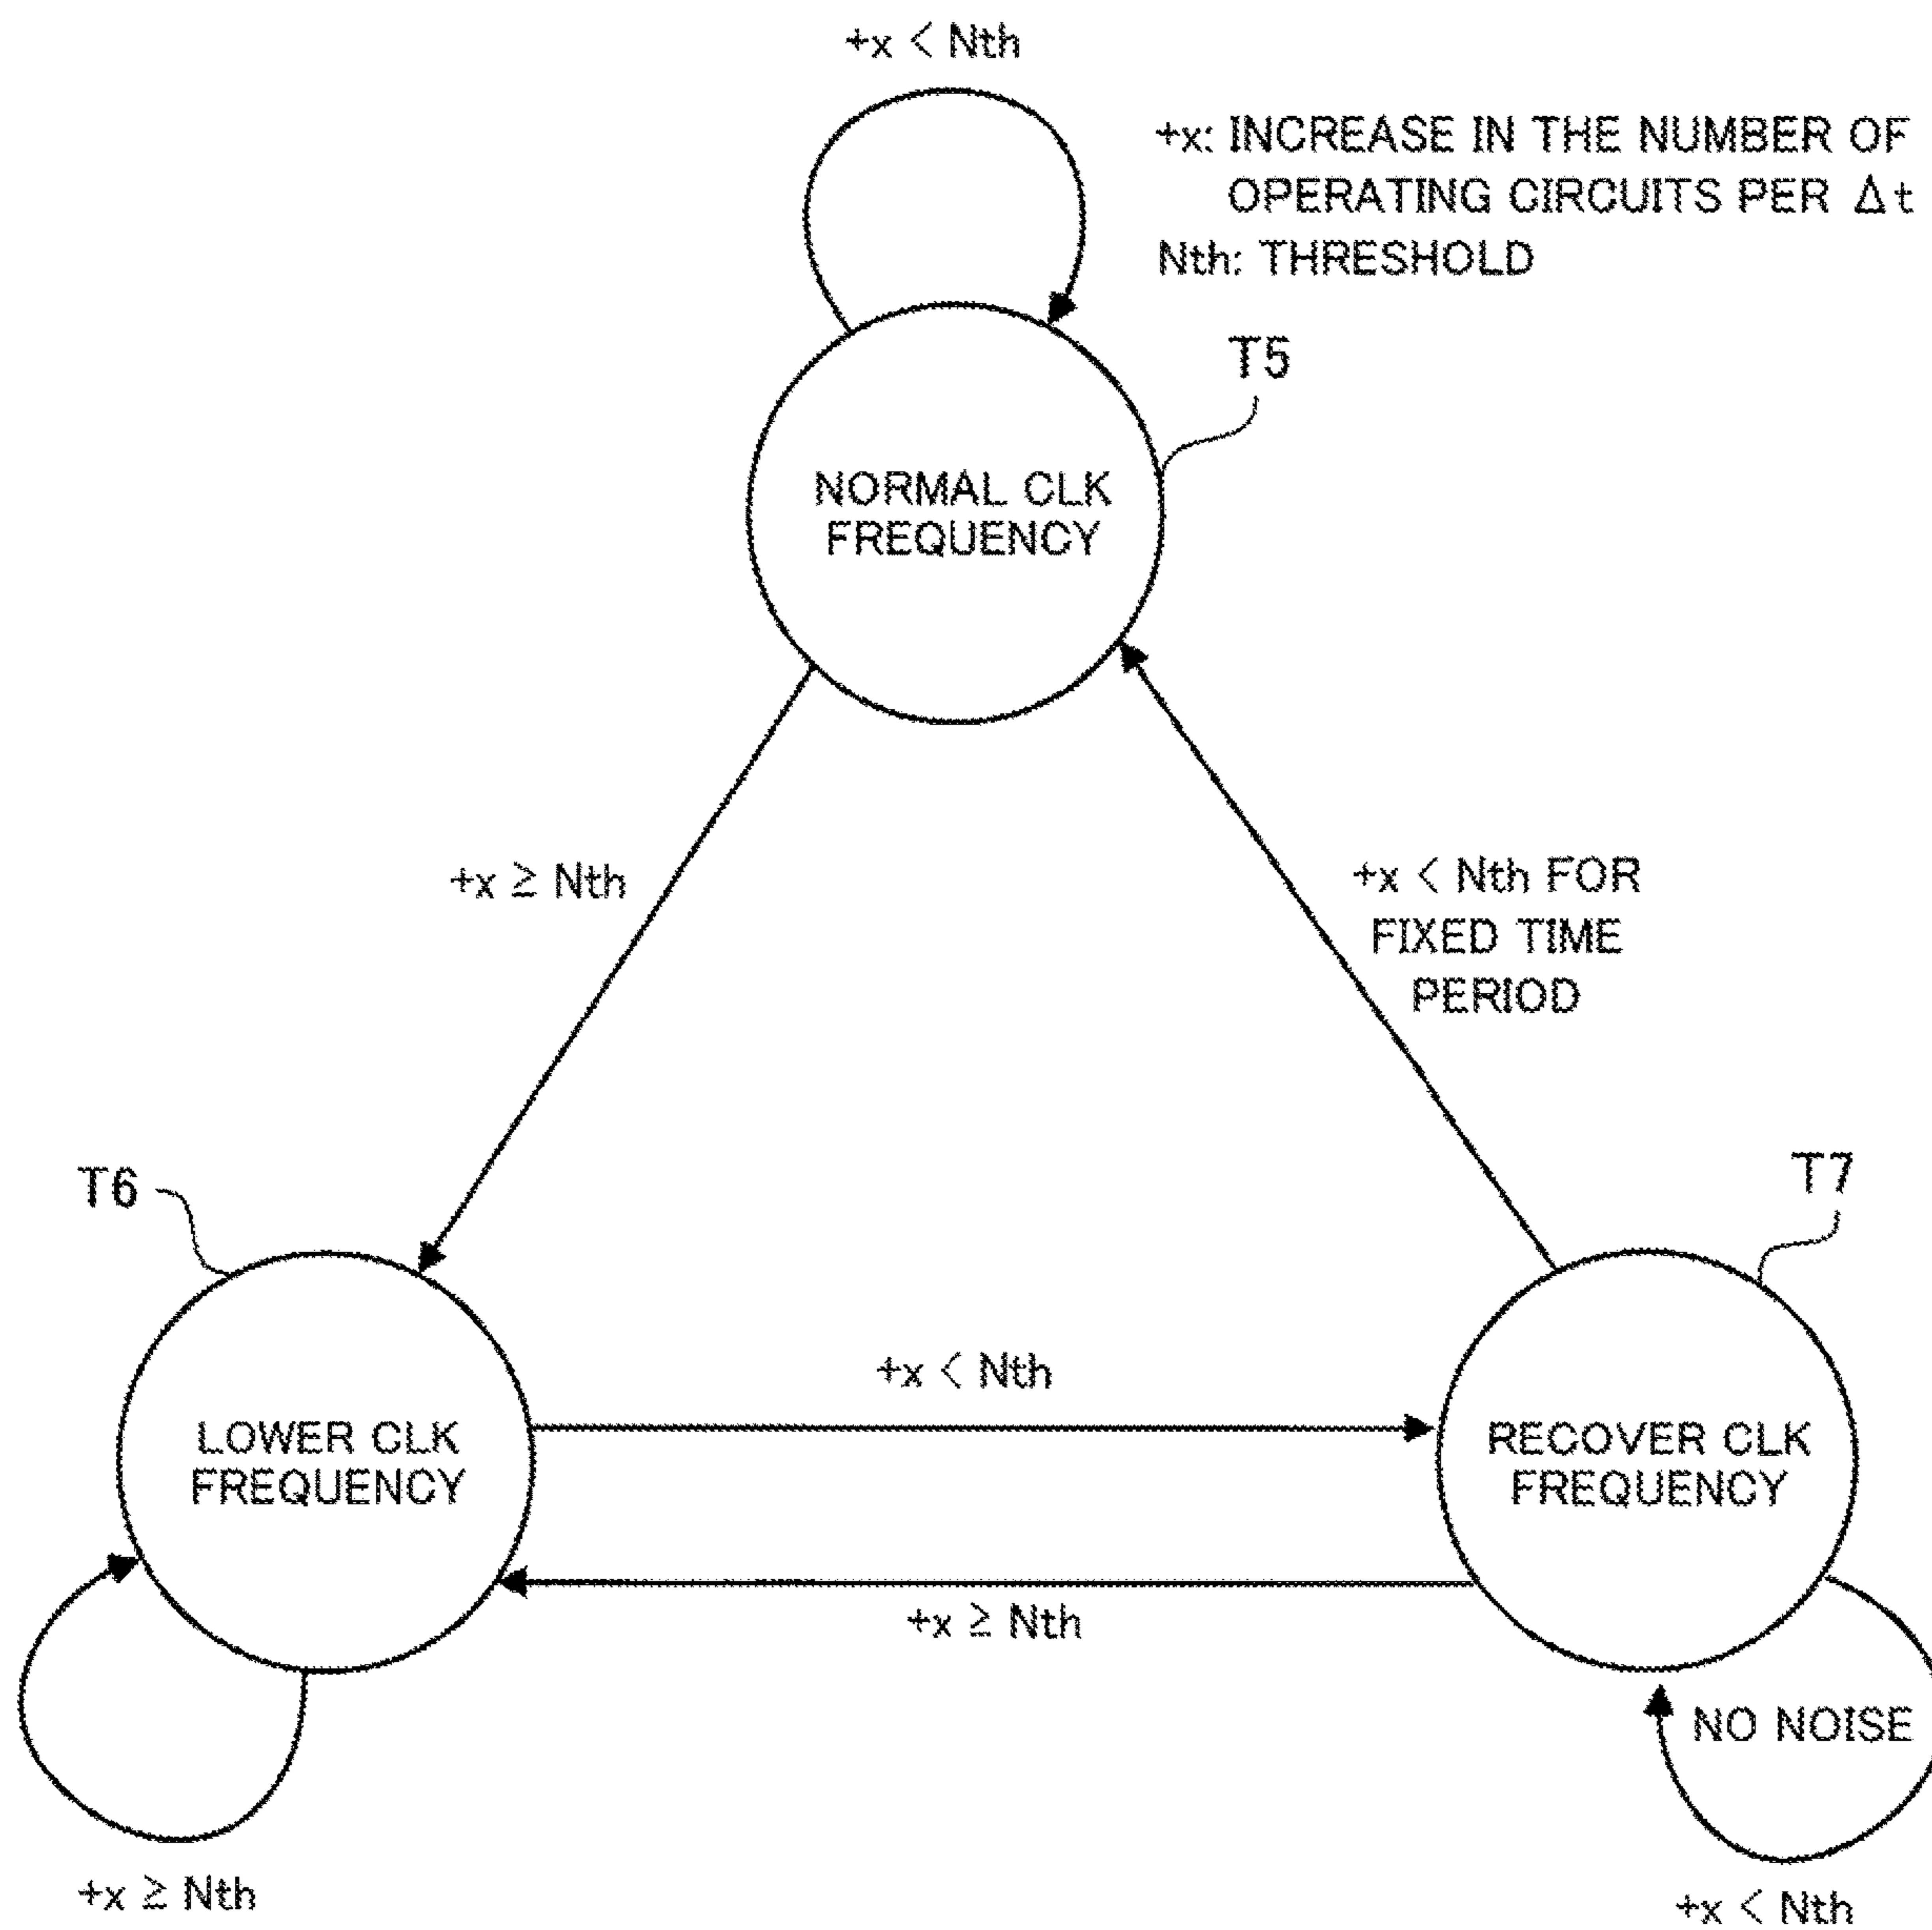 +x < Nth
+x: INCREASE IN THE NUMBER OF
OPERATING CIRCUITS PER Δt
Nth: THRESHOLD
T5
NORMAL CLK
FREQUENCY
+x ≥ Nth
+x < Nth FOR
FIXED TIME
PERIOD
T6
T7
+x < Nth
LOWER CLK
FREQUENCY
RECOVER CLK
FREQUENCY
+x ≥ Nth
NO NOISE
+x ≥ Nth
+x < Nth